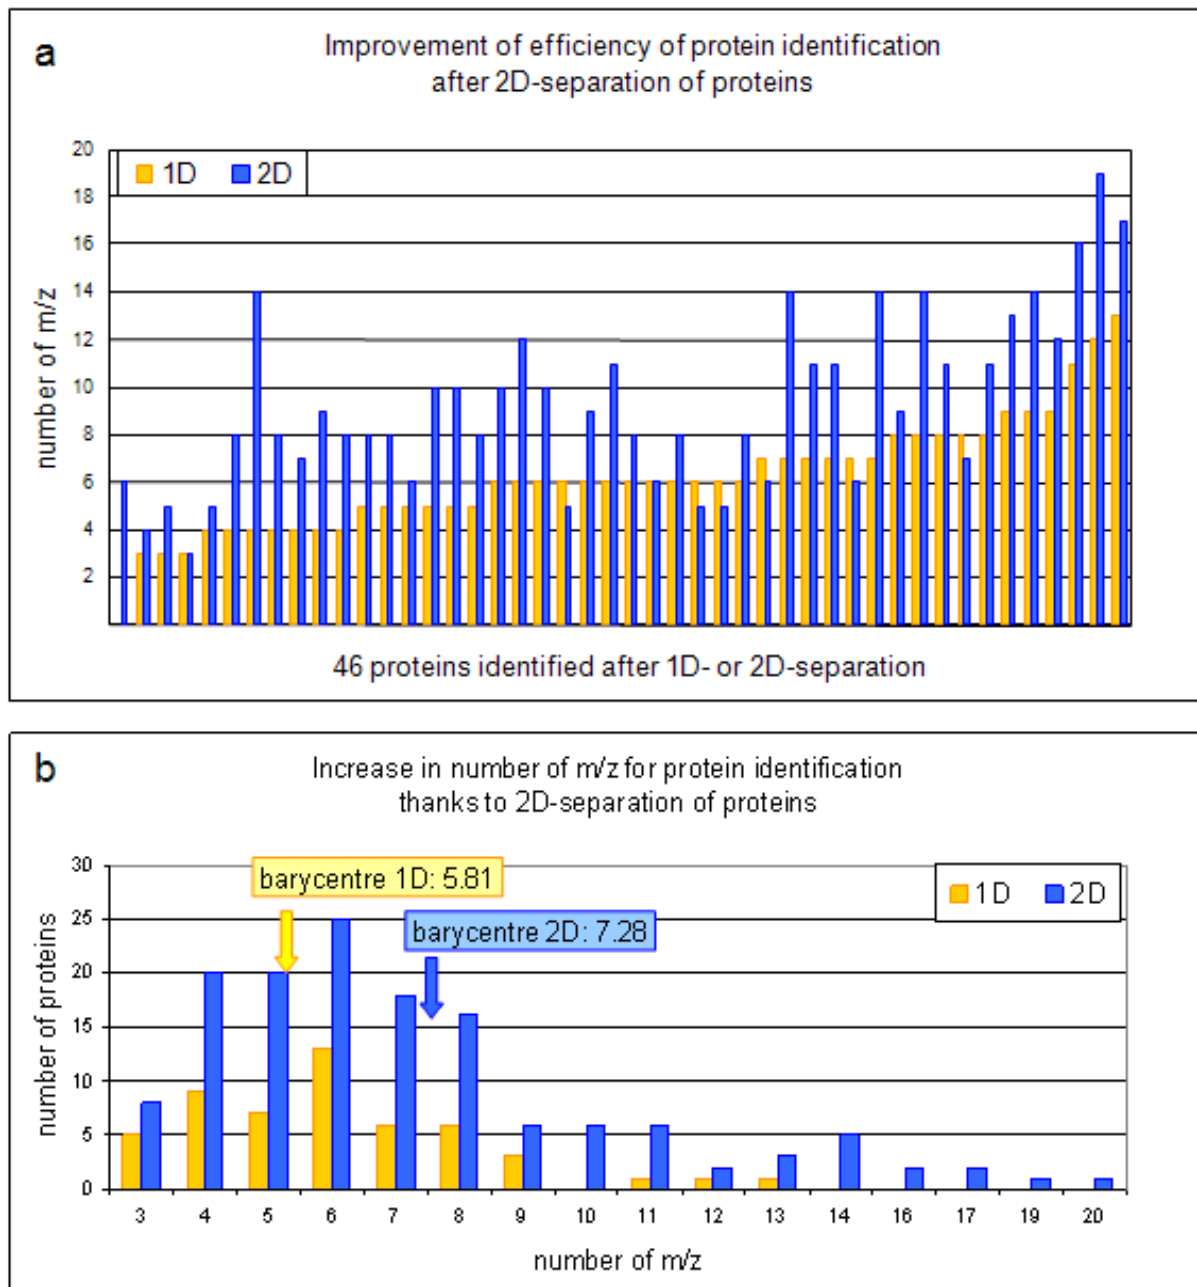 a
Improvement of efficiency of protein identification
after 2D-separation of proteins
number of m/z
20
18
16
14
12
10
8
6
4
2
1D 2D
46 proteins identified after 1D- or 2D-separation
b
Increase in number of m/z for protein identification
thanks to 2D-separation of proteins
number of proteins
30
25
20
15
10
5
0
barycentre 1D: 5.81
barycentre 2D: 7.28
1D 2D
3 4 5 6 7 8 9 10 11 12 13 14 16 17 19 20
number of m/z